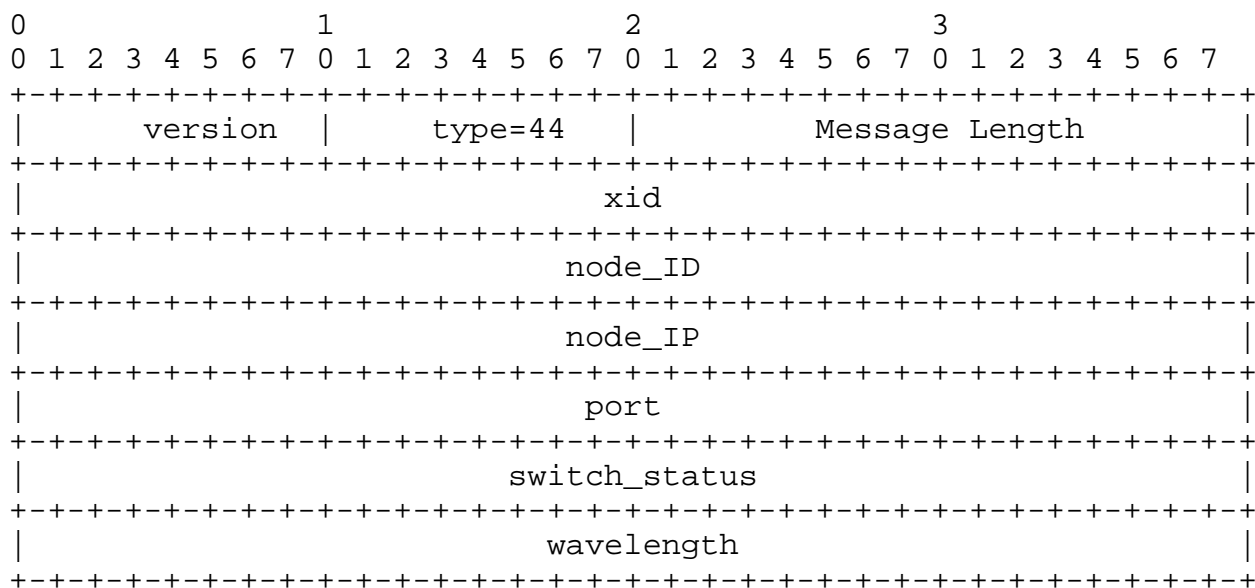 0                               1                               2                               3
0 1 2 3 4 5 6 7 0 1 2 3 4 5 6 7 0 1 2 3 4 5 6 7 0 1 2 3 4 5 6 7
+-+-+-+-+-+-+-+-+-+-+-+-+-+-+-+-+-+-+-+-+-+-+-+-+-+-+-+-+-+-+-+-+
| version | type=44 | Message Length |
+-+-+-+-+-+-+-+-+-+-+-+-+-+-+-+-+-+-+-+-+-+-+-+-+-+-+-+-+-+-+-+-+
| xid |
+-+-+-+-+-+-+-+-+-+-+-+-+-+-+-+-+-+-+-+-+-+-+-+-+-+-+-+-+-+-+-+-+
| node_ID |
+-+-+-+-+-+-+-+-+-+-+-+-+-+-+-+-+-+-+-+-+-+-+-+-+-+-+-+-+-+-+-+-+
| node_IP |
+-+-+-+-+-+-+-+-+-+-+-+-+-+-+-+-+-+-+-+-+-+-+-+-+-+-+-+-+-+-+-+-+
| port |
+-+-+-+-+-+-+-+-+-+-+-+-+-+-+-+-+-+-+-+-+-+-+-+-+-+-+-+-+-+-+-+-+
| switch_status |
+-+-+-+-+-+-+-+-+-+-+-+-+-+-+-+-+-+-+-+-+-+-+-+-+-+-+-+-+-+-+-+-+
| wavelength |
+-+-+-+-+-+-+-+-+-+-+-+-+-+-+-+-+-+-+-+-+-+-+-+-+-+-+-+-+-+-+-+-+